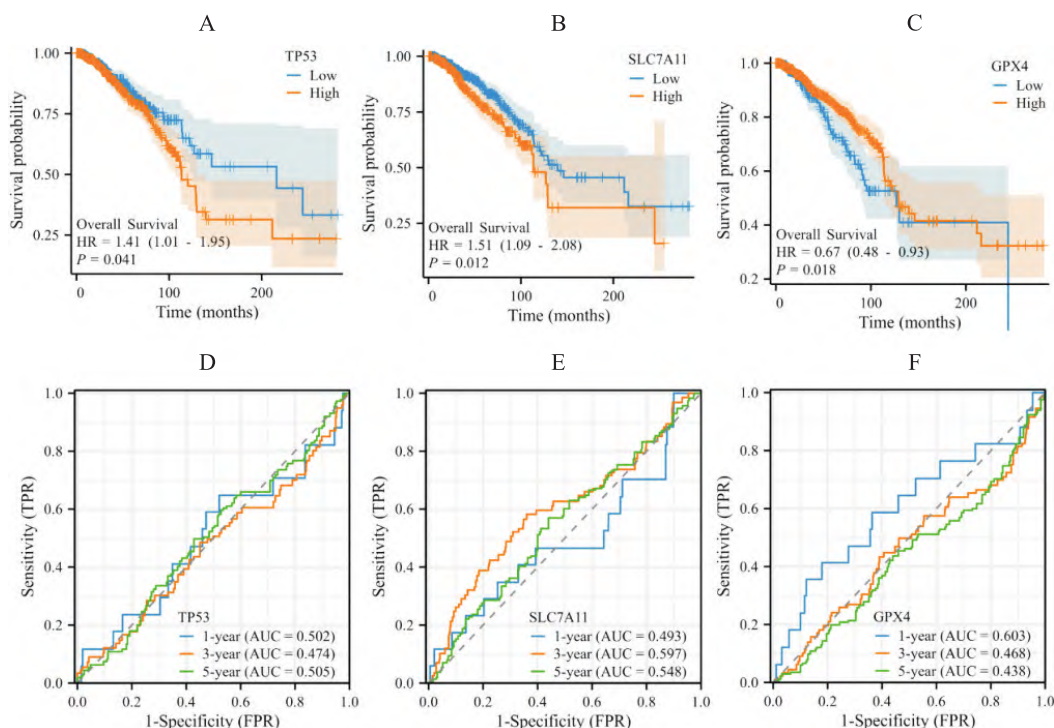 A
1.00
0.75
0.50
0.25
Survival probability
TP53
Low
High
Overall Survival
HR = 1.41 (1.01 - 1.95)
P = 0.041
0
100
200
Time (months)
B
1.00
0.75
0.50
0.25
Survival probability
SLC7A11
Low
High
Overall Survival
HR = 1.51 (1.09 - 2.08)
P = 0.012
0
100
200
Time (months)
C
1.0
0.8
0.6
0.4
0.2
Survival probability
GPX4
Low
High
Overall Survival
HR = 0.67 (0.48 - 0.93)
P = 0.018
0
100
200
Time (months)
D
1.0
0.8
0.6
0.4
0.2
0.0
Sensitivity (TPR)
TP53
1-year (AUC = 0.502)
3-year (AUC = 0.474)
5-year (AUC = 0.505)
0.0 0.2 0.4 0.6 0.8 1.0
1-Specificity (FPR)
E
1.0
0.8
0.6
0.4
0.2
0.0
Sensitivity (TPR)
SLC7A11
1-year (AUC = 0.493)
3-year (AUC = 0.597)
5-year (AUC = 0.548)
0.0 0.2 0.4 0.6 0.8 1.0
1-Specificity (FPR)
F
1.0
0.8
0.6
0.4
0.2
0.0
Sensitivity (TPR)
GPX4
1-year (AUC = 0.603)
3-year (AUC = 0.468)
5-year (AUC = 0.438)
0.0 0.2 0.4 0.6 0.8 1.0
1-Specificity (FPR)